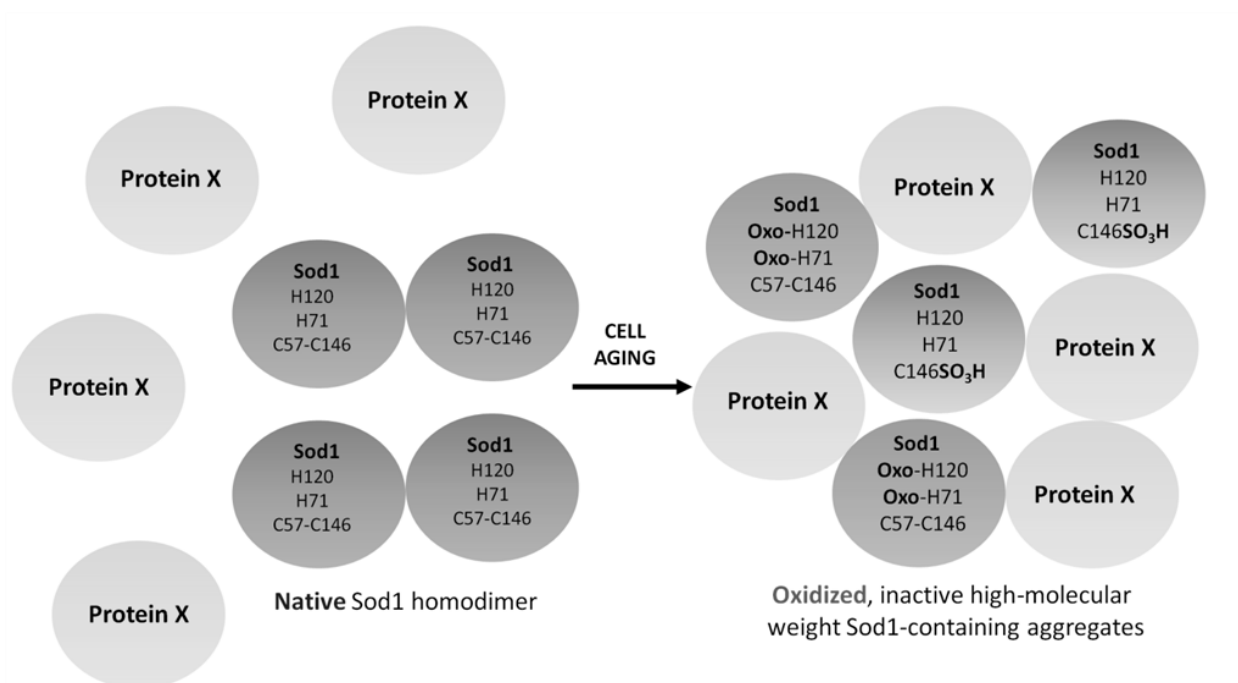 Protein X
Protein X
Protein X
Protein X
Sod1
H120
H71
C57-C146
Sod1
H120
H71
C57-C146
Sod1
H120
H71
C57-C146
Sod1
H120
H71
C57-C146
Native Sod1 homodimer
CELL
AGING
Protein X
Sod1
H120
H71
C146SO₃H
Sod1
Oxo-H120
Oxo-H71
C57-C146
Sod1
H120
H71
C146SO₃H
Protein X
Protein X
Sod1
Oxo-H120
Oxo-H71
C57-C146
Protein X
Oxidized, inactive high-molecular
weight Sod1-containing aggregates